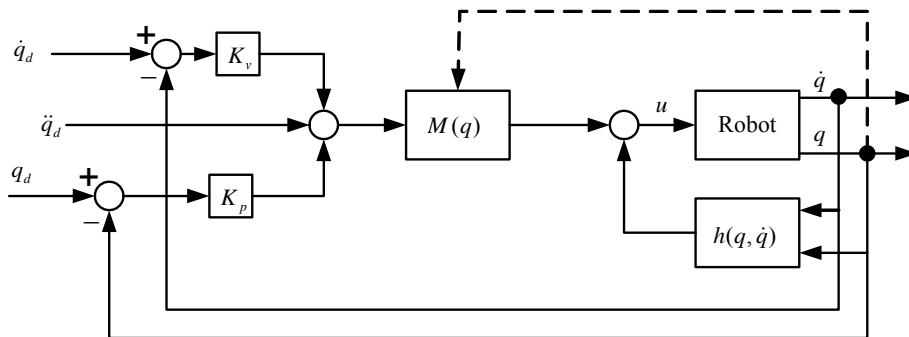 q̇_d
+
−
K_v
q̈_d
M(q)
u
Robot
q̇
q
q_d
+
−
K_p
h(q, q̇)